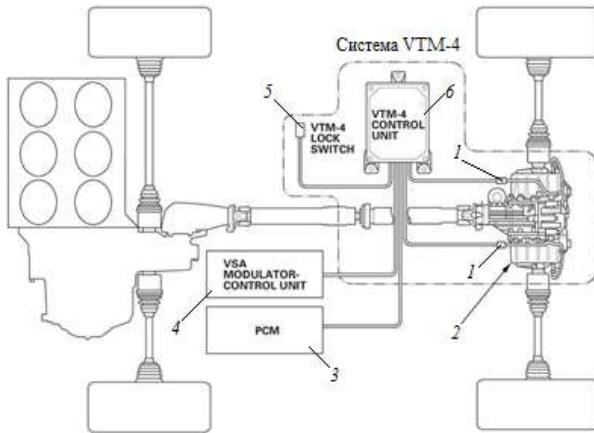 Система VTM-4
5
6
VTM-4
LOCK
SWITCH
VTM-4
CONTROL
UNIT
1
VSA
MODULATOR-
CONTROL UNIT
1
4
2
PCM
3